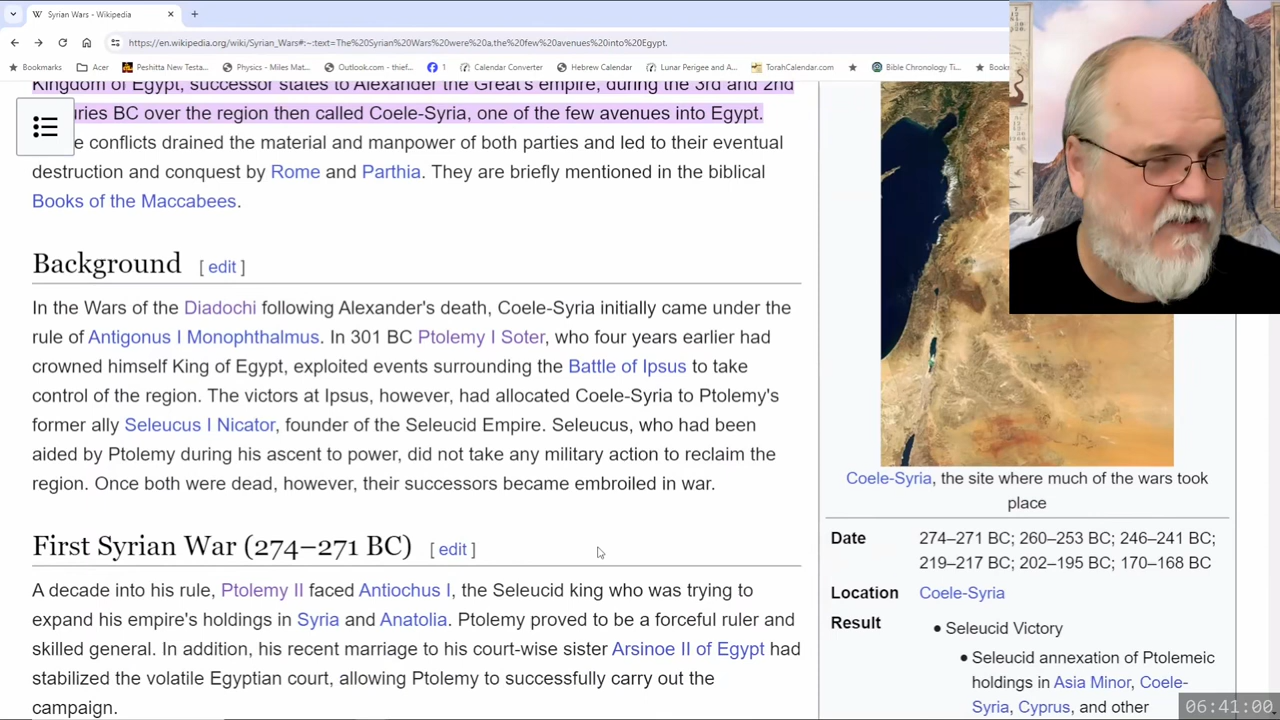 Syrian Wars - Wikipedia
https://en.wikipedia.org/wiki/Syrian_Wars#:~:text=The%20Syrian%20Wars%20were%20a,the%20few%20avenues%20into%20Egypt.
Bookmarks Acer Peshitta New Testa... Physics - Miles Mat... Outlook.com - thief... 1 Calendar Converter Hebrew Calendar Lunar Perigee and A... TorahCalendar.com Bible Chronology Ti...
Kingdom of Egypt, successor states to Alexander the Great's empire, during the 3rd and 2nd
uries BC over the region then called Coele-Syria, one of the few avenues into Egypt.
e conflicts drained the material and manpower of both parties and led to their eventual
destruction and conquest by Rome and Parthia. They are briefly mentioned in the biblical
Books of the Maccabees.
Background [ edit ]
In the Wars of the Diadochi following Alexander's death, Coele-Syria initially came under the
rule of Antigonus I Monophthalmus. In 301 BC Ptolemy I Soter, who four years earlier had
crowned himself King of Egypt, exploited events surrounding the Battle of Ipsus to take
control of the region. The victors at Ipsus, however, had allocated Coele-Syria to Ptolemy's
former ally Seleucus I Nicator, founder of the Seleucid Empire. Seleucus, who had been
aided by Ptolemy during his ascent to power, did not take any military action to reclaim the
region. Once both were dead, however, their successors became embroiled in war.
First Syrian War (274–271 BC) [ edit ]
A decade into his rule, Ptolemy II faced Antiochus I, the Seleucid king who was trying to
expand his empire's holdings in Syria and Anatolia. Ptolemy proved to be a forceful ruler and
skilled general. In addition, his recent marriage to his court-wise sister Arsinoe II of Egypt had
stabilized the volatile Egyptian court, allowing Ptolemy to successfully carry out the
campaign.
Coele-Syria, the site where much of the wars took
place
Date 274–271 BC; 260–253 BC; 246–241 BC;
219–217 BC; 202–195 BC; 170–168 BC
Location Coele-Syria
Result • Seleucid Victory
• Seleucid annexation of Ptolemeic
holdings in Asia Minor, Coele-
Syria, Cyprus, and other
06:41:00